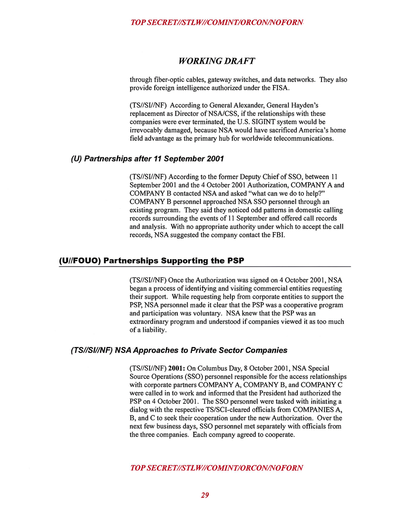 TOP SECRET//STLW//COMINT/ORCON/NOFORN
WORKING DRAFT
through fiber-optic cables, gateway switches, and data networks. They also
provide foreign intelligence authorized under the FISA.
(TS//SI//NF) According to General Alexander, General Hayden's
replacement as Director of NSA/CSS, if the relationships with these
companies were ever terminated, the U.S. SIGINT system would be
irrevocably damaged, because NSA would have sacrificed America's home
field advantage as the primary hub for worldwide telecommunications.
(U) Partnerships after 11 September 2001
(TS//SI//NF) According to the former Deputy Chief of SSO, between 11
September 2001 and the 4 October 2001 Authorization, COMPANY A and
COMPANY B contacted NSA and asked "what can we do to help?"
COMPANY B personnel approached NSA SSO personnel through an
existing program. They said they noticed odd patterns in domestic calling
records surrounding the events of 11 September and offered call records
and analysis. With no appropriate authority under which to accept the call
records, NSA suggested the company contact the FBI.
(U//FOUO) Partnerships Supporting the PSP
(TS//SI//NF) Once the Authorization was signed on 4 October 2001, NSA
began a process of identifying and visiting commercial entities requesting
their support. While requesting help from corporate entities to support the
PSP, NSA personnel made it clear that the PSP was a cooperative program
and participation was voluntary. NSA knew that the PSP was an
extraordinary program and understood if companies viewed it as too much
of a liability.
(TS//SI//NF) NSA Approaches to Private Sector Companies
(TS//SI//NF) 2001: On Columbus Day, 8 October 2001, NSA Special
Source Operations (SSO) personnel responsible for the access relationships
with corporate partners COMPANY A, COMPANY B, and COMPANY C
were called in to work and informed that the President had authorized the
PSP on 4 October 2001. The SSO personnel were tasked with initiating a
dialog with the respective TS/SCI-cleared officials from COMPANIES A,
B, and C to seek their cooperation under the new Authorization. Over the
next few business days, SSO personnel met separately with officials from
the three companies. Each company agreed to cooperate.
TOP SECRET//STLW//COMINT/ORCON/NOFORN
29